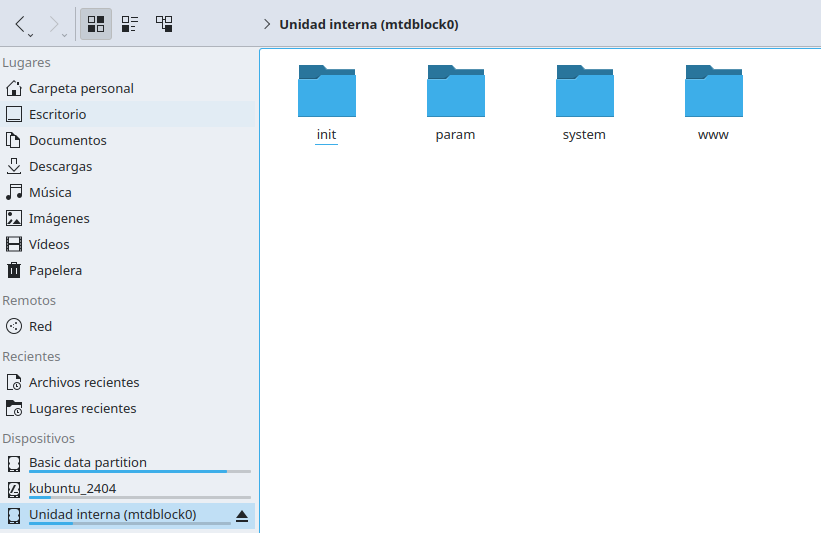 Unidad interna (mtdblock0)
Lugares
Carpeta personal
Escritorio
Documentos
Descargas
Música
Imágenes
Vídeos
Papelera
Remotos
Red
Recientes
Archivos recientes
Lugares recientes
Dispositivos
Basic data partition
kubuntu_2404
Unidad interna (mtdblock0)
init
param
system
www